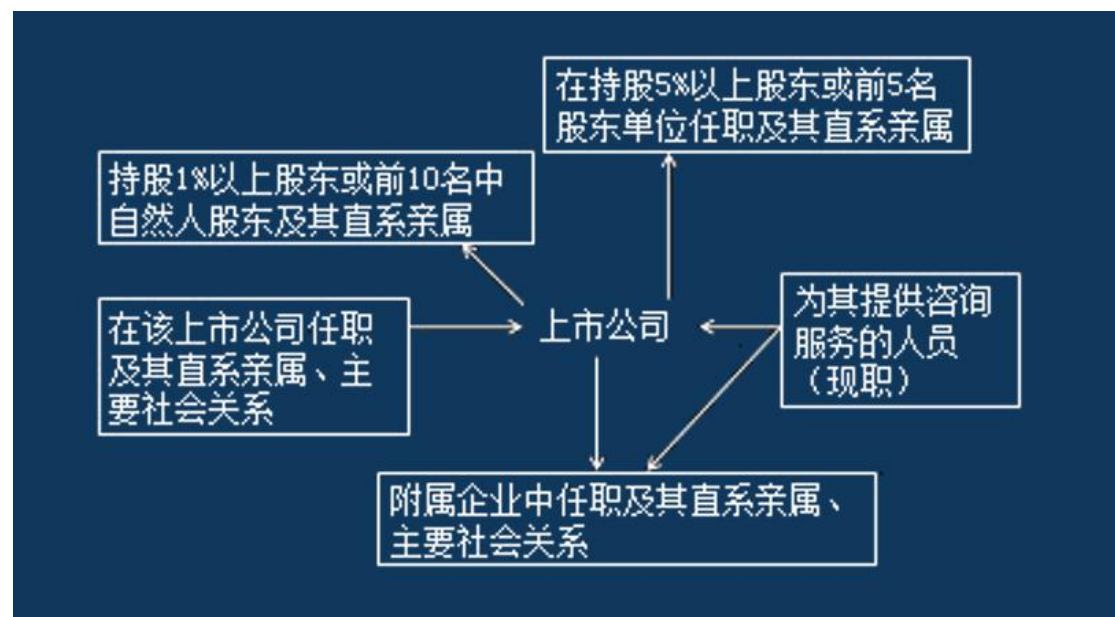 在持股5%以上股东或前5名
股东单位任职及其直系亲属
持股1%以上股东或前10名中
自然人股东及其直系亲属
在该上市公司任职
及其直系亲属、主
要社会关系
上市公司
为其提供咨询
服务的人员
（现职）
附属企业中任职及其直系亲属、
主要社会关系